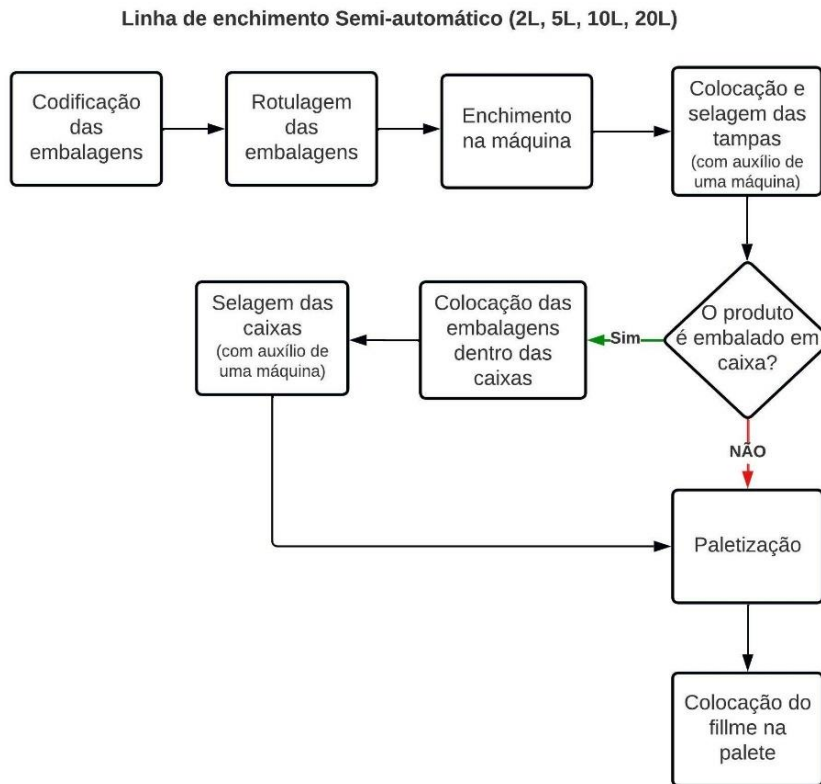 Linha de enchimento Semi-automático (2L, 5L, 10L, 20L)
Codificação
das
embalagens
Rotulagem
das
embalagens
Enchimento
na máquina
Colocação e
selagem das
tampas
(com auxílio de
uma máquina)
O produto
é embalado em
caixa?
Sim
Colocação das
embalagens
dentro das
caixas
Selagem das
caixas
(com auxílio de
uma máquina)
NÃO
Paletização
Colocação do
fillme na
palete